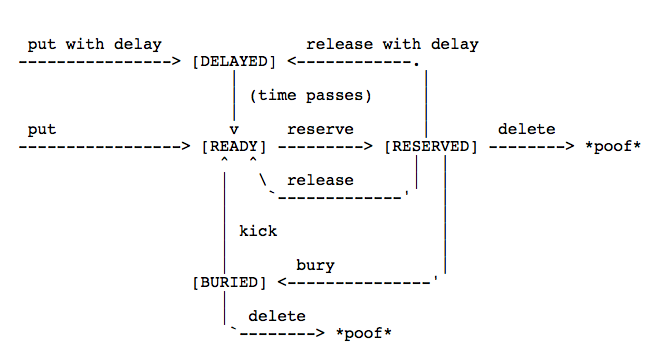 put with delay release with delay
----------------> [DELAYED] <------------.
(time passes)
put v reserve delete
-----------------> [READY] ---------> [RESERVED] --------> *poof*
^ ^
\ release
`-------------'
kick
bury
[BURIED] <---------------'
delete
`--------> *poof*